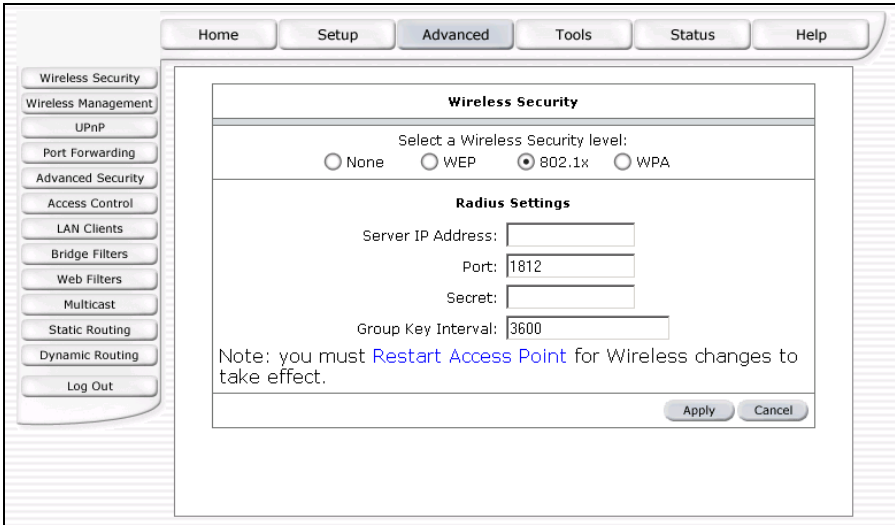 Home Setup Advanced Tools Status Help
Wireless Security
Wireless Management
UPnP
Port Forwarding
Advanced Security
Access Control
LAN Clients
Bridge Filters
Web Filters
Multicast
Static Routing
Dynamic Routing
Log Out
Wireless Security
Select a Wireless Security level:
None WEP 802.1x WPA
Radius Settings
Server IP Address:
Port: 1812
Secret:
Group Key Interval: 3600
Note: you must Restart Access Point for Wireless changes to
take effect.
Apply Cancel